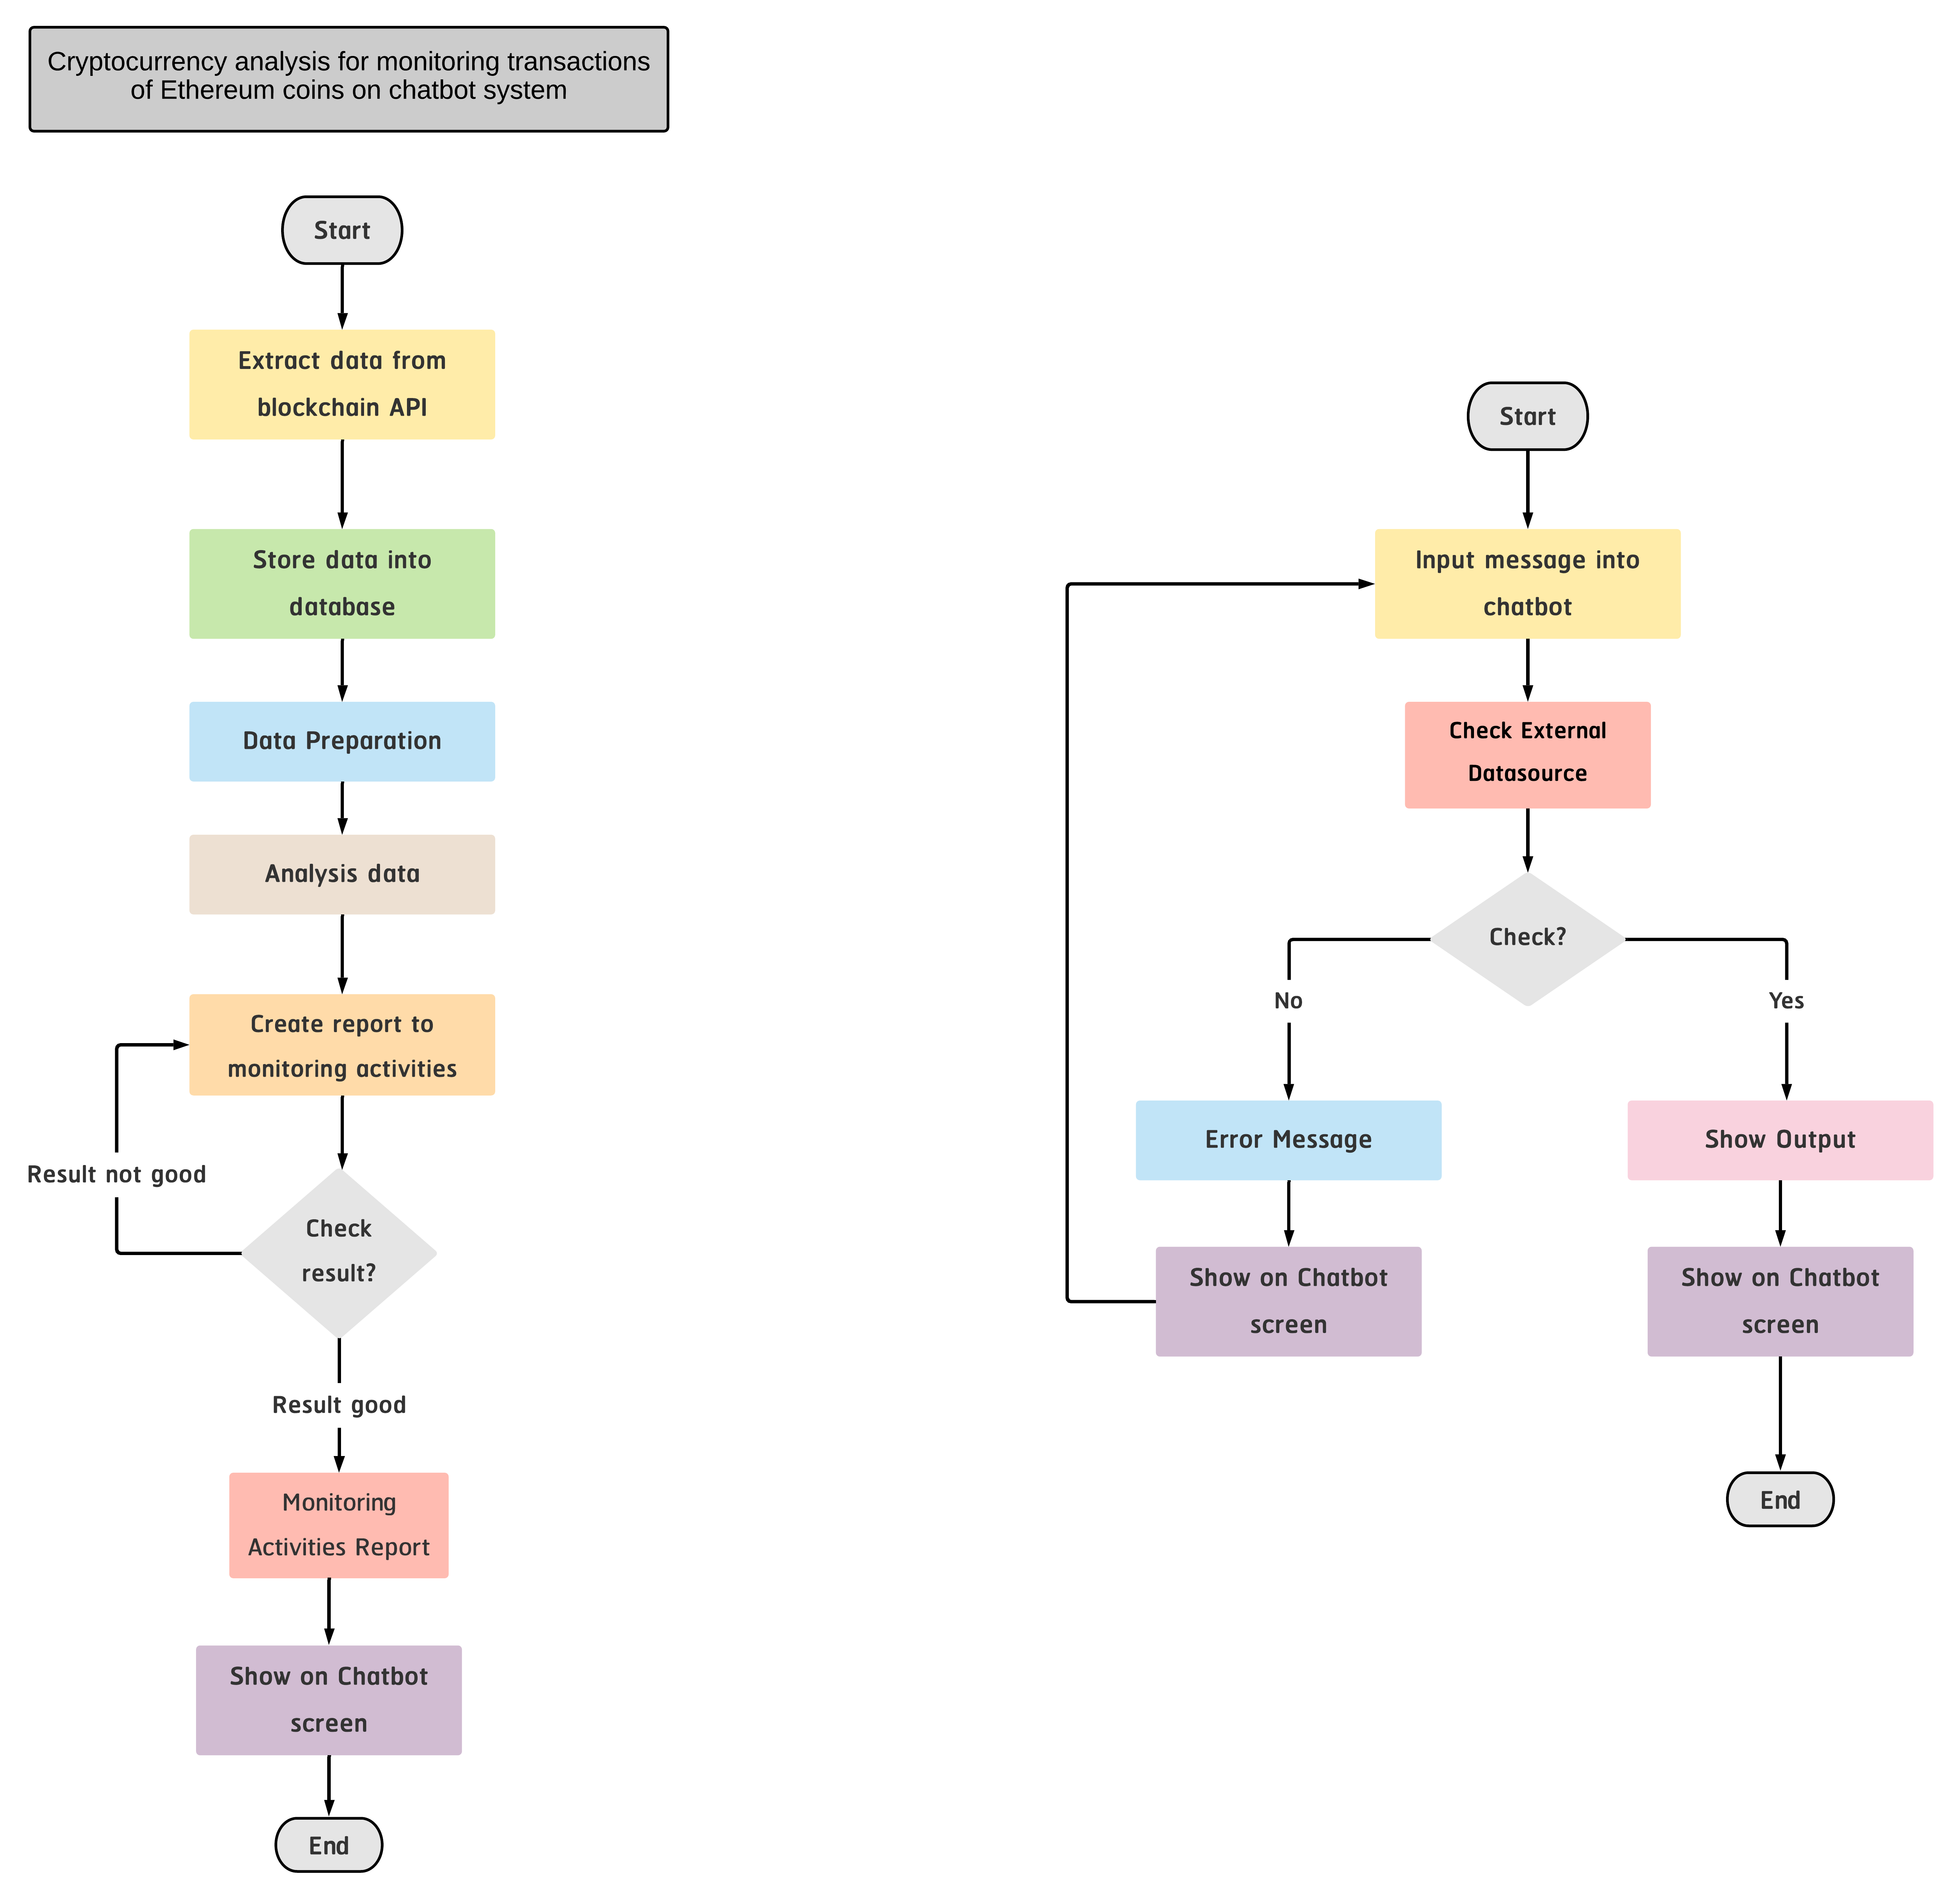 Cryptocurrency analysis for monitoring transactions
of Ethereum coins on chatbot system
Start
Extract data from
blockchain API
Store data into
database
Data Preparation
Analysis data
Create report to
monitoring activities
Result not good
Check
result?
Result good
Monitoring
Activities Report
Show on Chatbot
screen
End
Start
Input message into
chatbot
Check External
Datasource
Check?
No
Yes
Error Message
Show Output
Show on Chatbot
screen
Show on Chatbot
screen
End